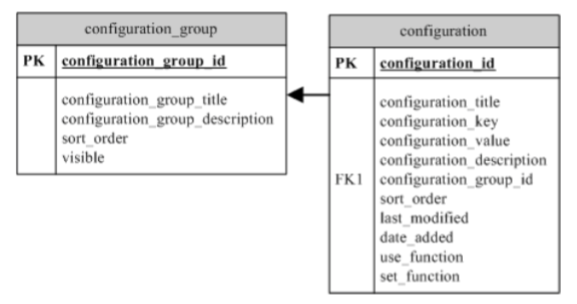 configuration_group
PK configuration_group_id
configuration_group_title
configuration_group_description
sort_order
visible
configuration
PK configuration_id
configuration_title
configuration_key
configuration_value
configuration_description
FK1 configuration_group_id
sort_order
last_modified
date_added
use_function
set_function